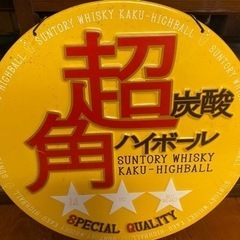 SUNTORY WHISKY KAKU-HIGHBALL
超角
炭酸
ハイボール
SUNTORY WHISKY
KAKU-HIGHBALL
SPECIAL QUALITY